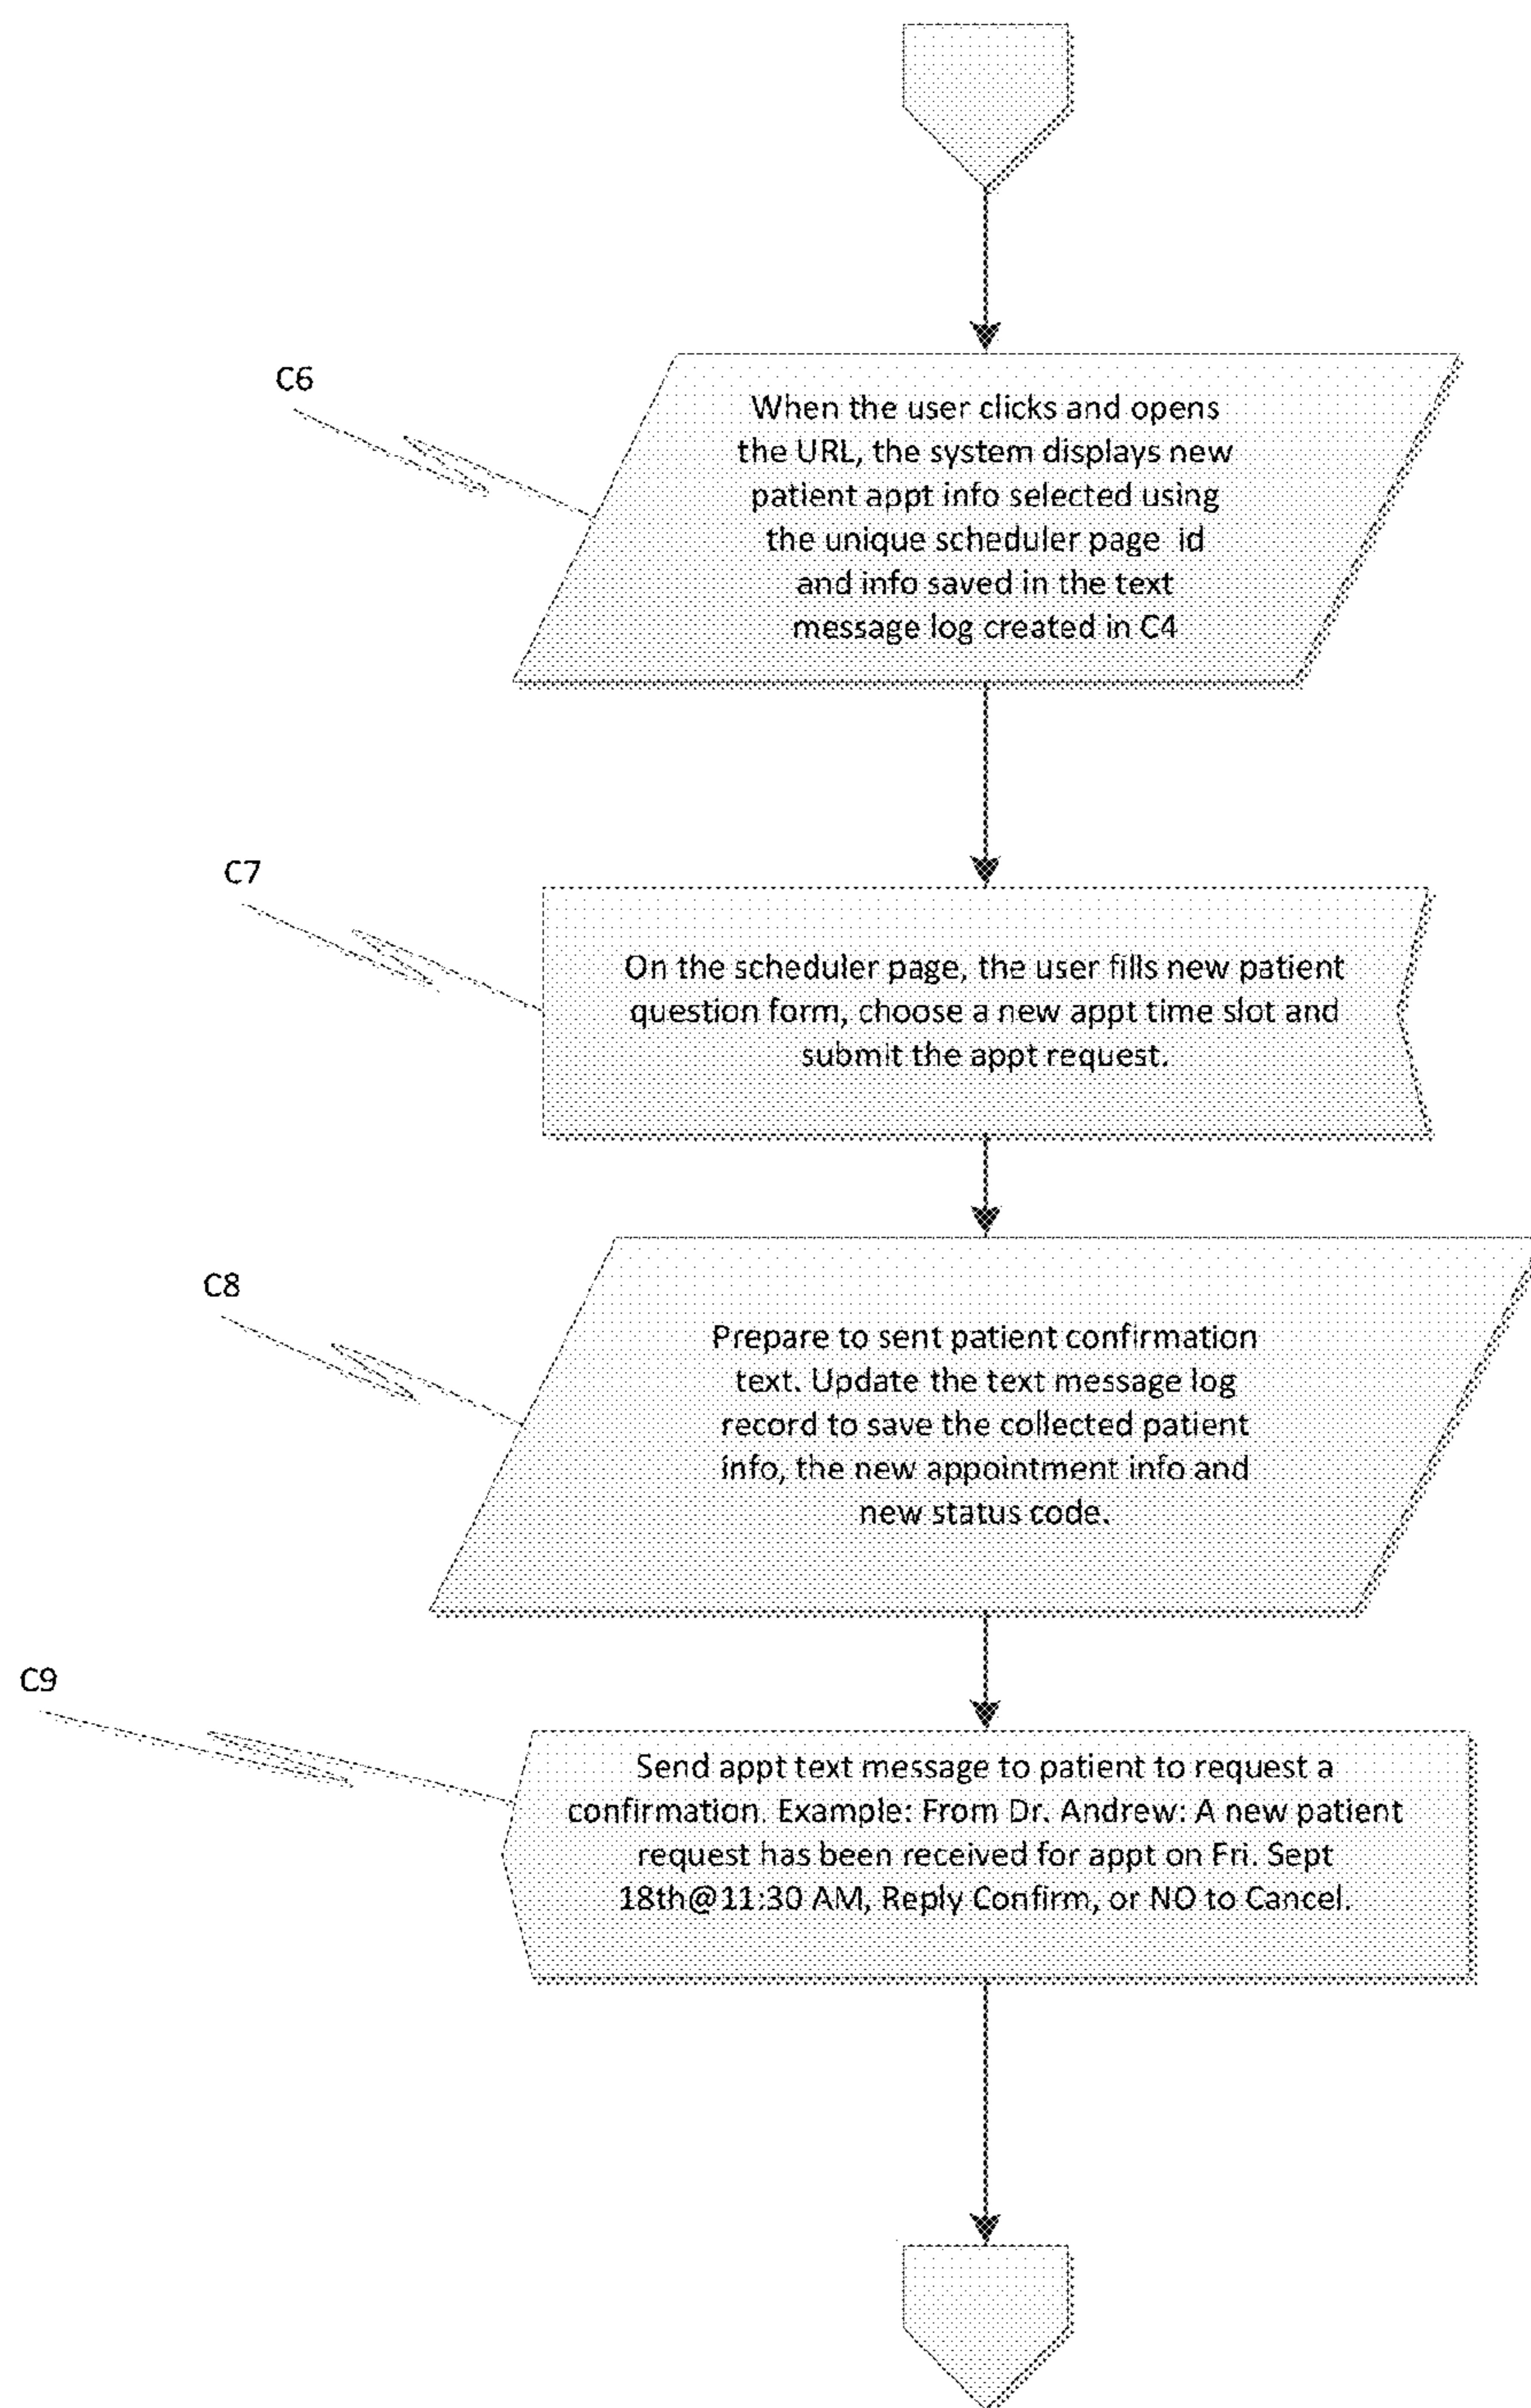 C6
When the user clicks and opens
the URL, the system displays new
patient appt info selected using
the unique scheduler page id
and info saved in the text
message log created in C4
C7
On the scheduler page, the user fills new patient
question form, choose a new appt time slot and
submit the appt request.
C8
Prepare to sent patient confirmation
text. Update the text message log
record to save the collected patient
info, the new appointment info and
new status code.
C9
Send appt text message to patient to request a
confirmation. Example: From Dr. Andrew: A new patient
request has been received for appt on Fri. Sept
18th@11:30 AM, Reply Confirm, or NO to Cancel.